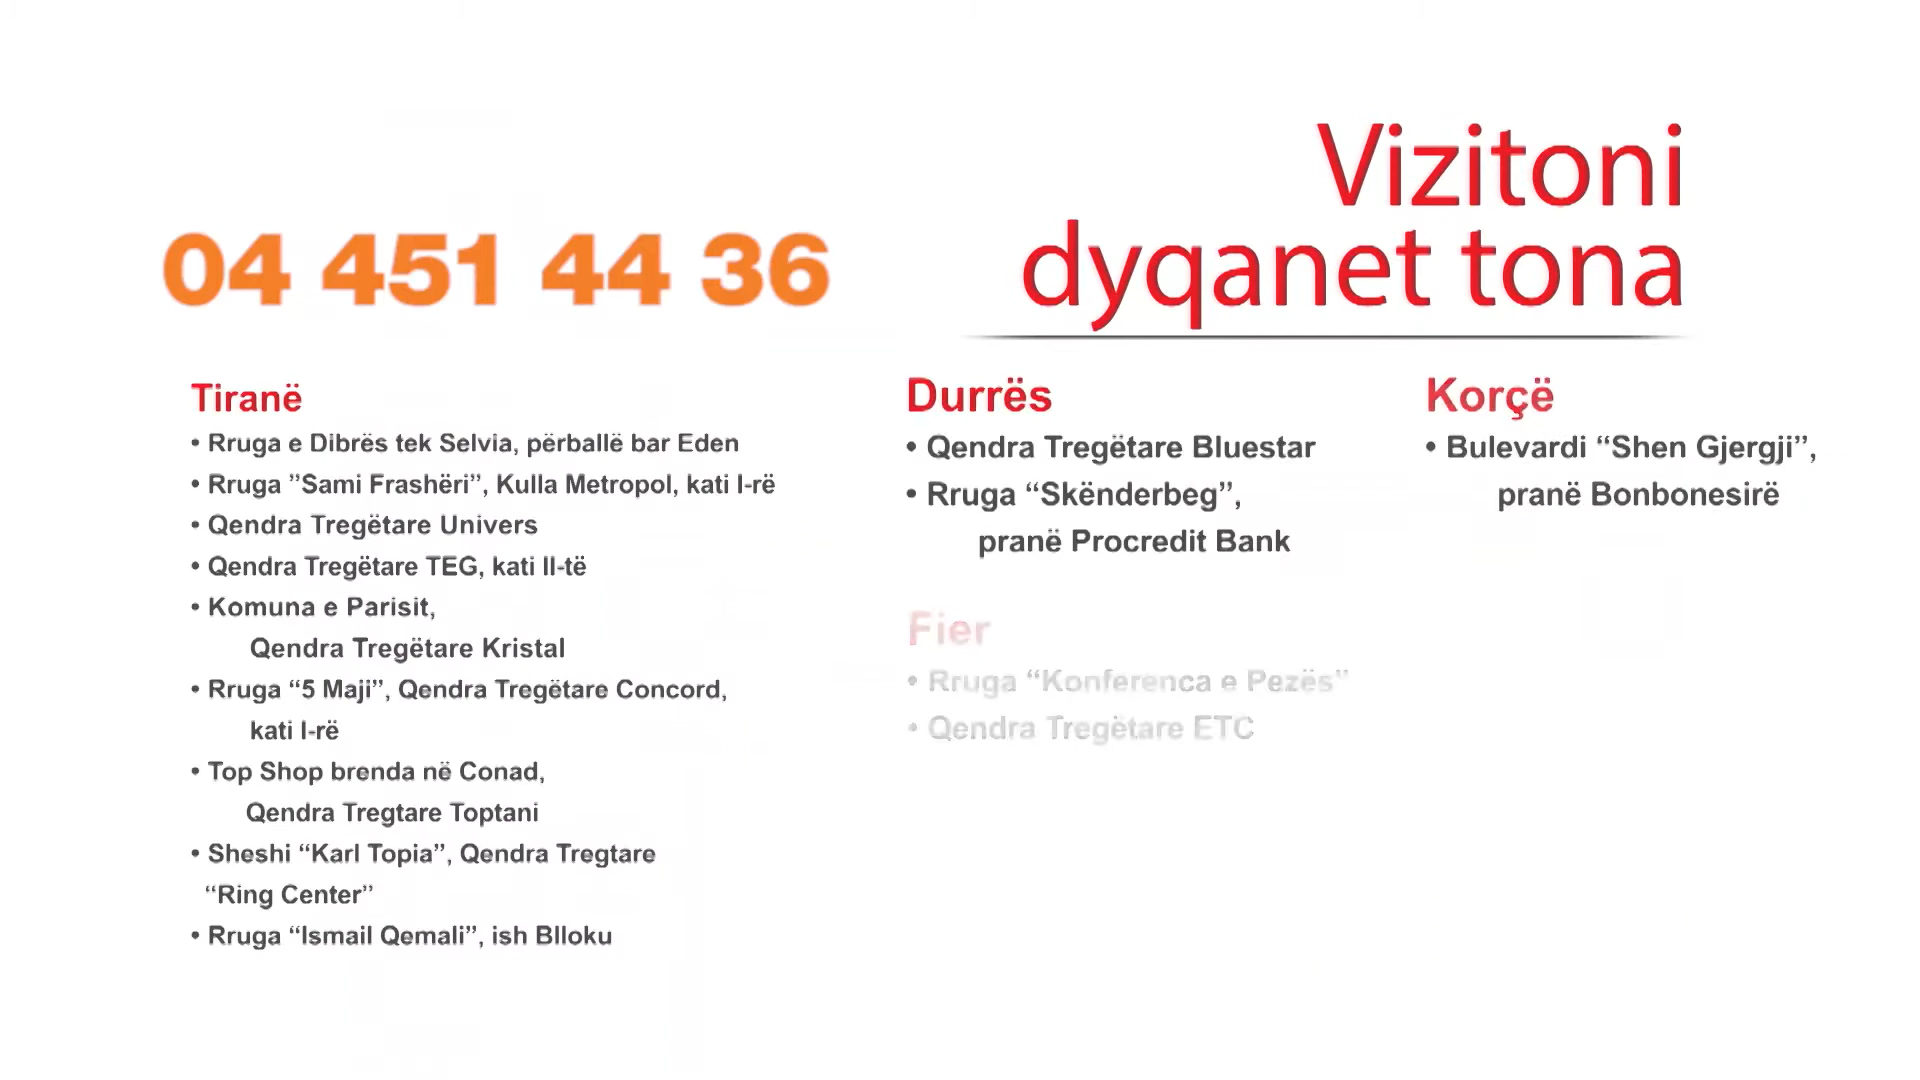 Vizitoni
dyqanet tona
04 451 44 36
Tiranë
• Rruga e Dibrës tek Selvia, përballë bar Eden
• Rruga ”Sami Frashëri”, Kulla Metropol, kati I-rë
• Qendra Tregëtare Univers
• Qendra Tregëtare TEG, kati II-të
• Komuna e Parisit,
Qendra Tregëtare Kristal
• Rruga “5 Maji”, Qendra Tregëtare Concord,
kati I-rë
• Top Shop brenda në Conad,
Qendra Tregtare Toptani
• Sheshi “Karl Topia”, Qendra Tregtare
“Ring Center”
• Rruga “Ismail Qemali”, ish Blloku
Durrës
• Qendra Tregëtare Bluestar
• Rruga “Skënderbeg”,
pranë Procredit Bank
Fier
• Rruga “Konferenca e Pezës”
• Qendra Tregëtare ETC
Korçë
• Bulevardi “Shen Gjergji”,
pranë Bonbonesirë